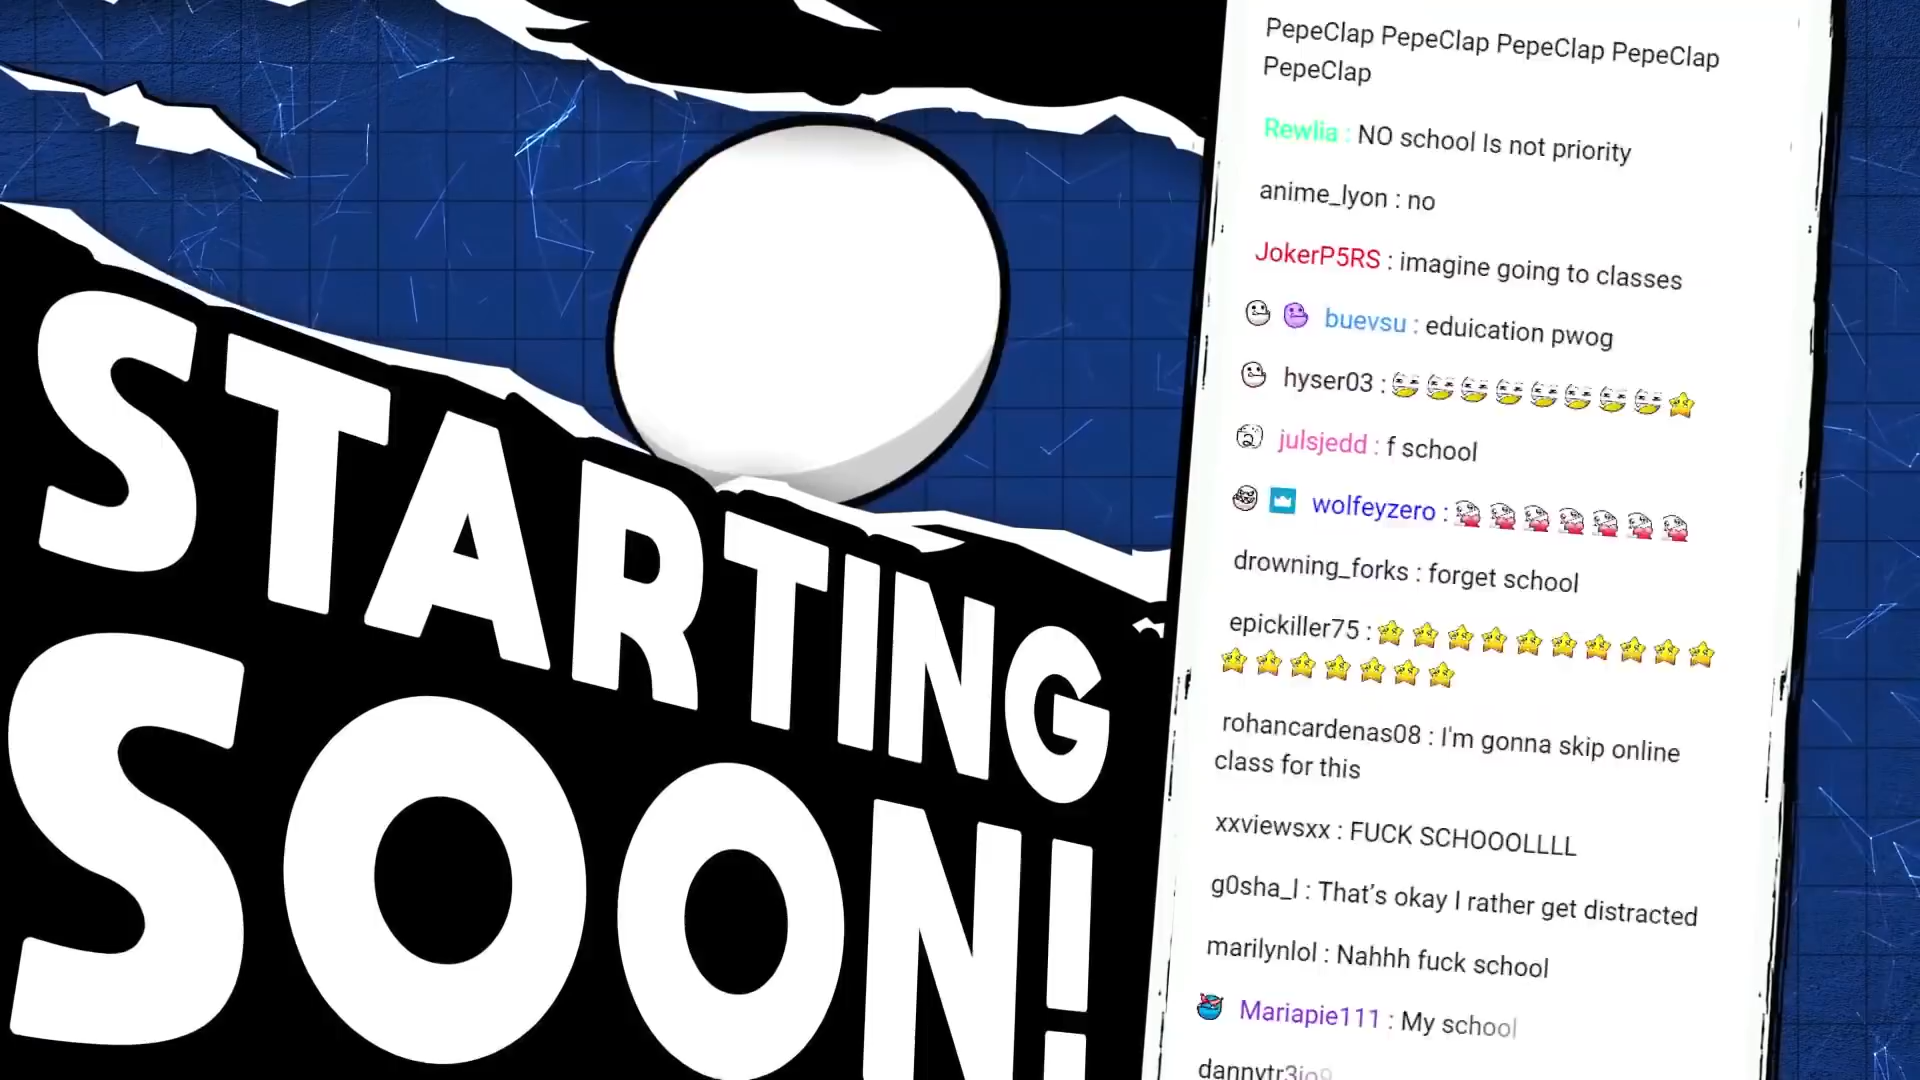 STARTING
SOON!
PepeClap PepeClap PepeClap PepeClap
PepeClap
Rewlia : NO school Is not priority
anime_lyon : no
JokerP5RS : imagine going to classes
buevsu : eduication pwog
hyser03 :
julsjedd : f school
wolfeyzero :
drowning_forks : forget school
epickiller75 :
rohancardenas08 : I'm gonna skip online
class for this
xxviewsxx : FUCK SCHOOOLLLL
g0sha_l : That's okay I rather get distracted
marilynlol : Nahhh fuck school
Mariapie111 : My school